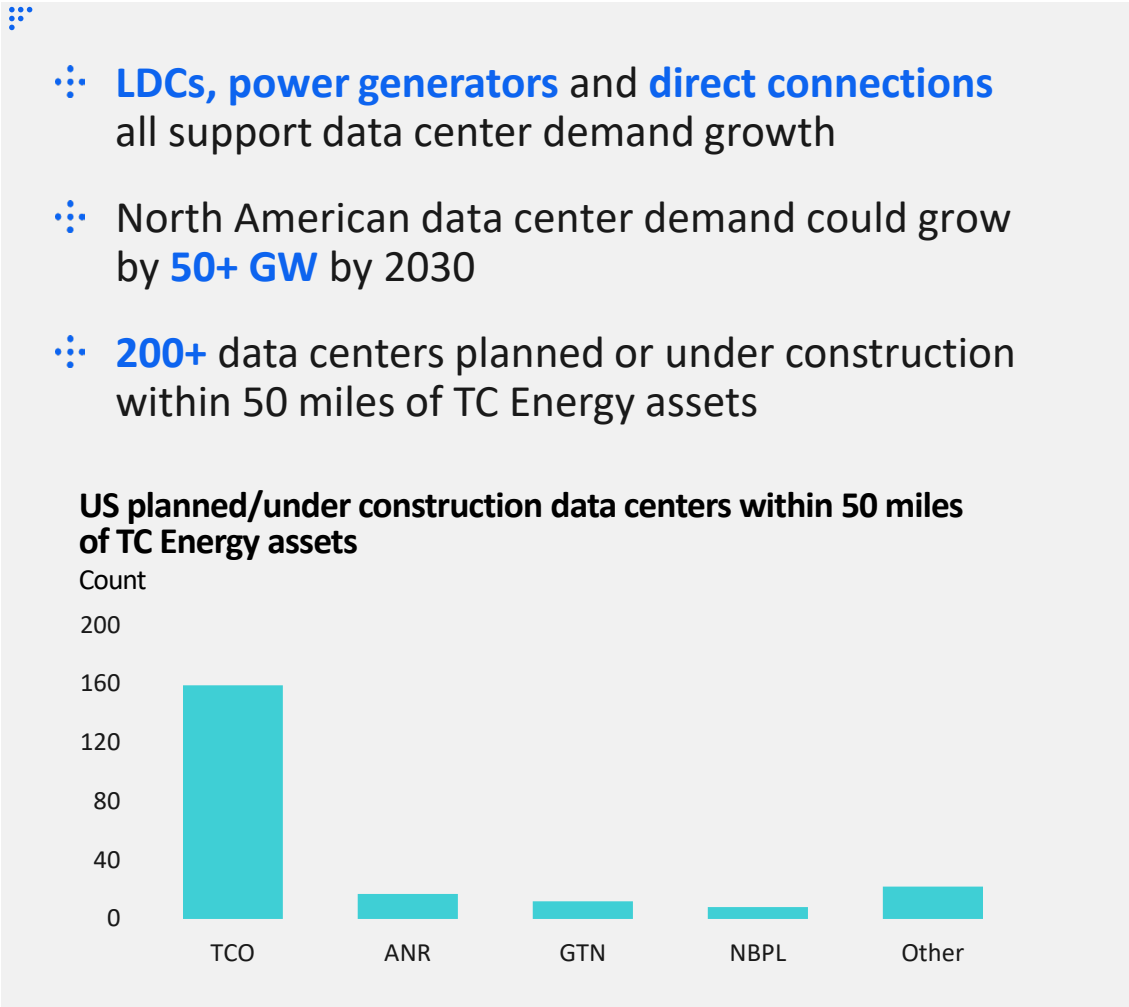 LDCs, power generators and direct connections
all support data center demand growth
North American data center demand could grow
by 50+ GW by 2030
200+ data centers planned or under construction
within 50 miles of TC Energy assets
US planned/under construction data centers within 50 miles
of TC Energy assets
Count
200
160
120
80
40
0
TCO ANR GTN NBPL Other